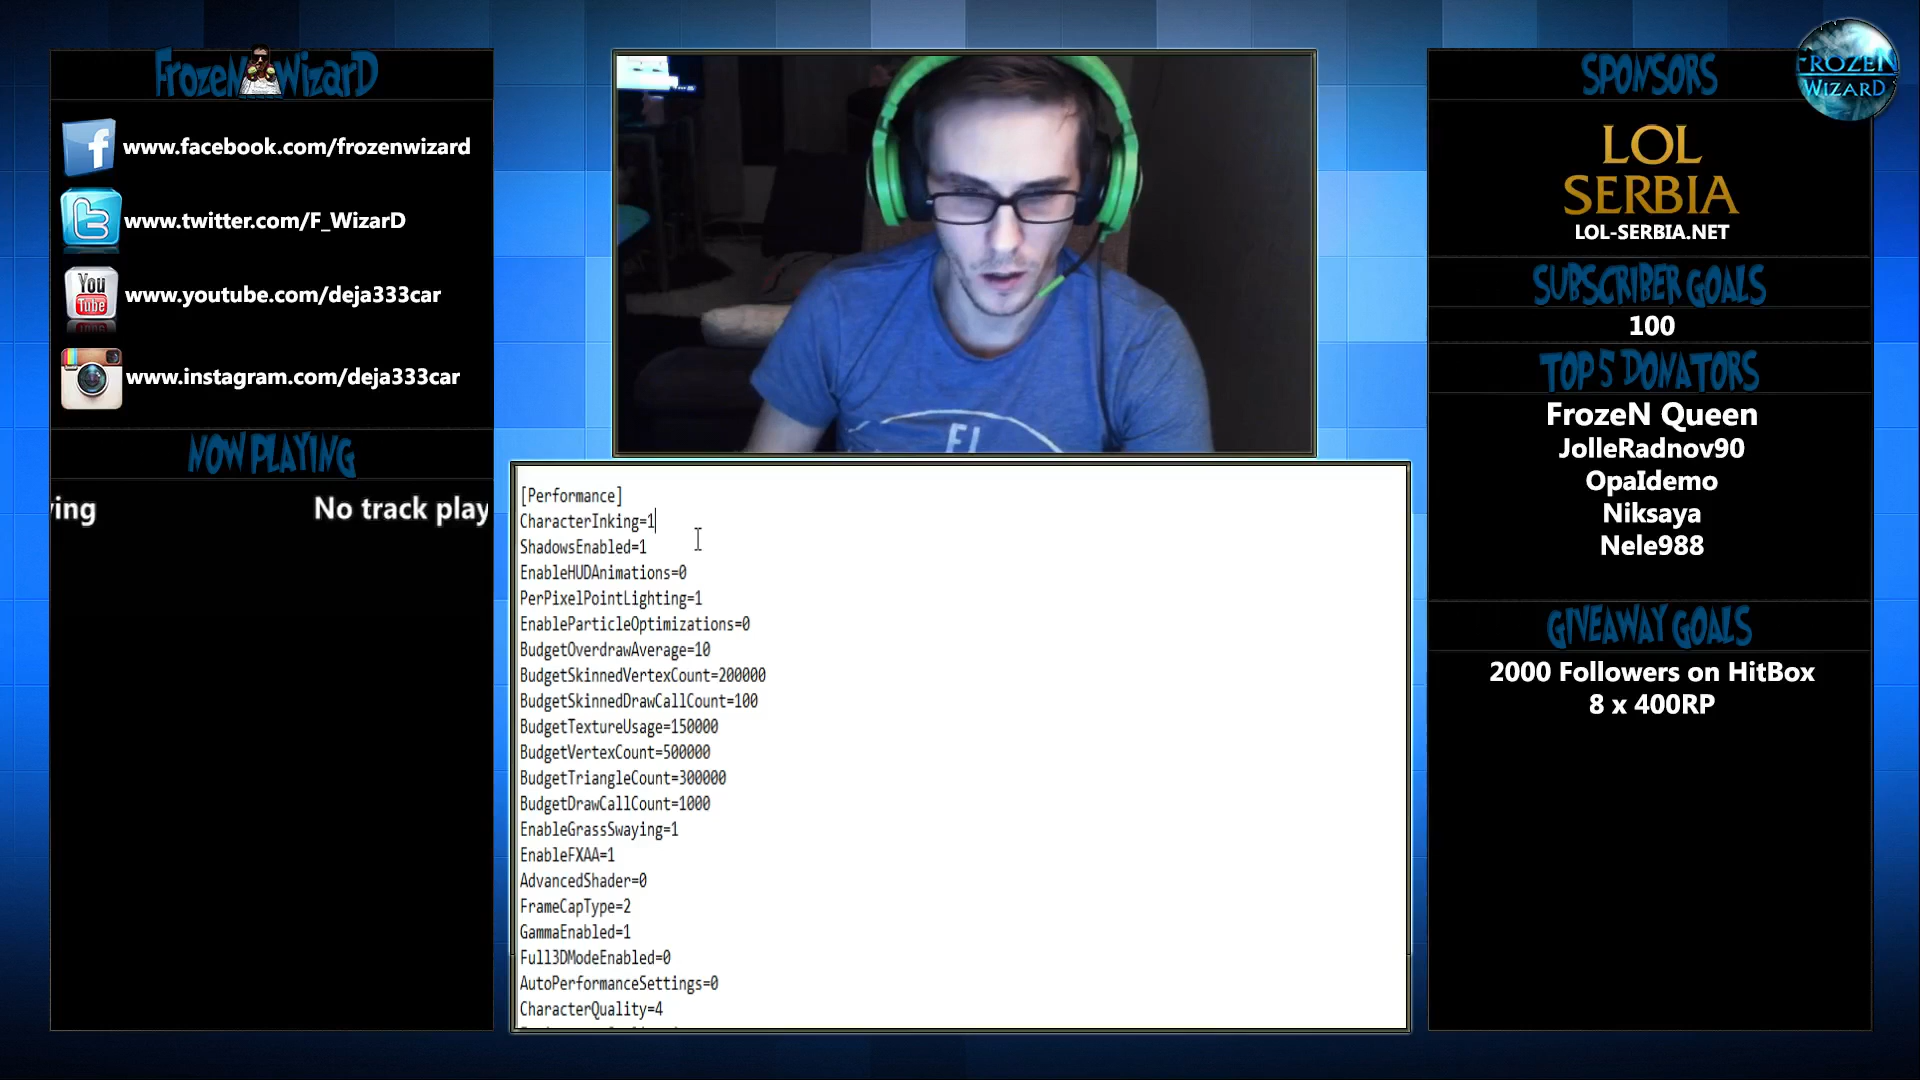 FrozeN WizarD
www.facebook.com/frozenwizard
www.twitter.com/F_WizarD
You
Tube
www.youtube.com/deja333car
www.instagram.com/deja333car
NOW PLAYING
ying No track play
[Performance]
CharacterInking=1
ShadowsEnabled=1
EnableHUDAnimations=0
PerPixelPointLighting=1
EnableParticleOptimizations=0
BudgetOverdrawAverage=10
BudgetSkinnedVertexCount=200000
BudgetSkinnedDrawCallCount=100
BudgetTextureUsage=150000
BudgetVertexCount=500000
BudgetTriangleCount=300000
BudgetDrawCallCount=1000
EnableGrassSwaying=1
EnableFXAA=1
AdvancedShader=0
FrameCapType=2
GammaEnabled=1
Full3DModeEnabled=0
AutoPerformanceSettings=0
CharacterQuality=4
SPONSORS
FROZEN
WIZARD
LOL
SERBIA
LOL-SERBIA.NET
SUBSCRIBER GOALS
100
TOP 5 DONATORS
FrozeN Queen
JolleRadnov90
OpaIdemo
Niksaya
Nele988
GIVEAWAY GOALS
2000 Followers on HitBox
8 x 400RP